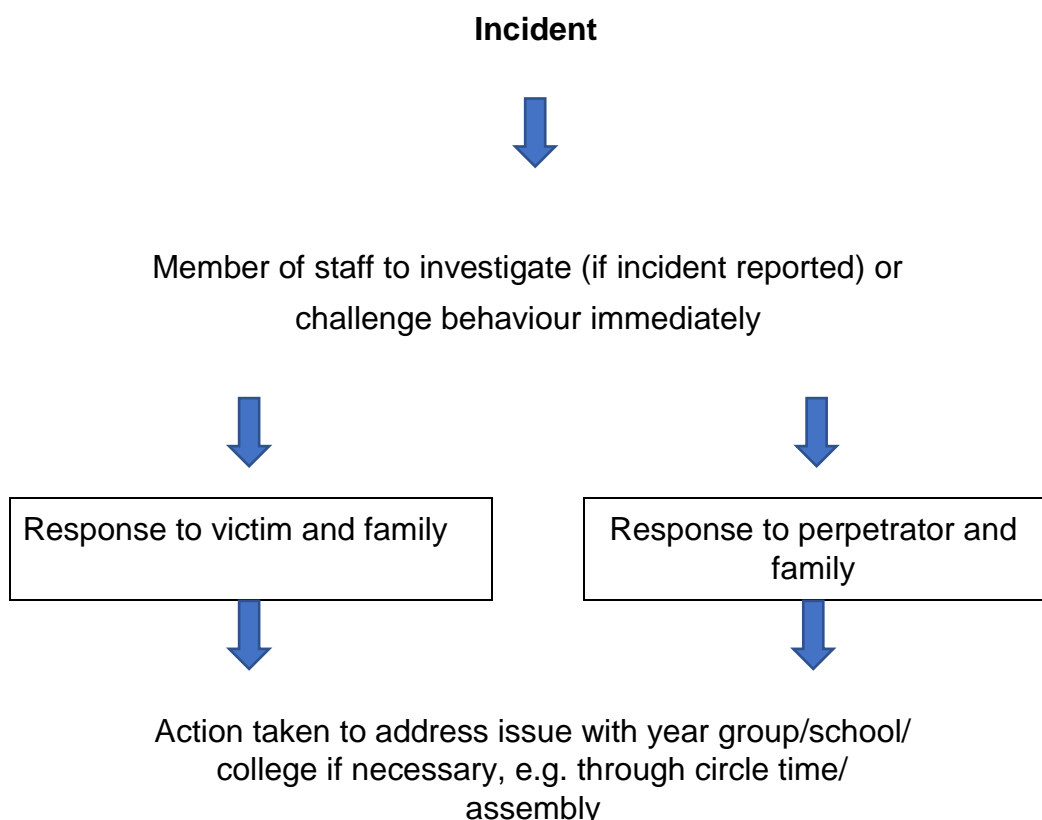 Incident
Member of staff to investigate (if incident reported) or
challenge behaviour immediately
Response to victim and family
Response to perpetrator and
family
Action taken to address issue with year group/school/
college if necessary, e.g. through circle time/
assembly